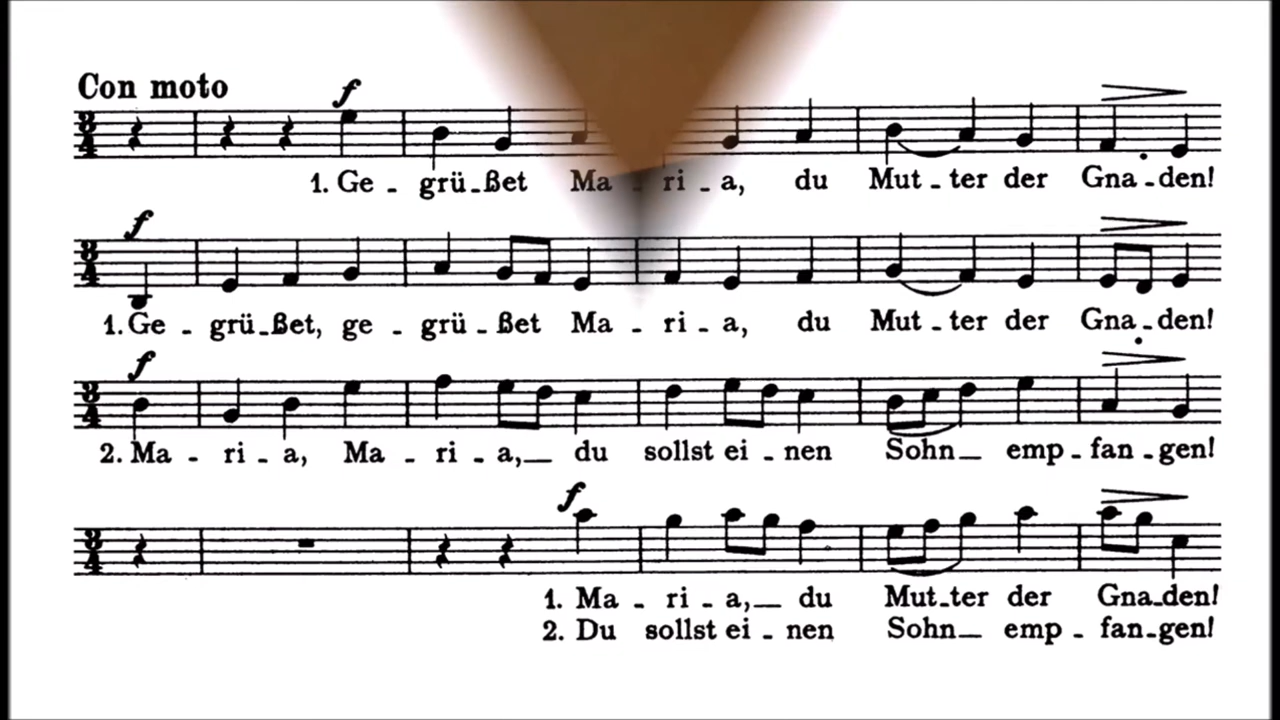 Con moto
f
1. Ge - grü - ßet Ma - ri - a, du Mut - ter der Gna - den!
f
1. Ge - grü - ßet, ge - grü - ßet Ma - ri - a, du Mut - ter der Gna - den!
f
2. Ma - ri - a, Ma - ri - a, du sollst ei - nen Sohn emp - fan - gen!
f
1. Ma - ri - a, du Mut - ter der Gna - den!
2. Du sollst ei - nen Sohn emp - fan - gen!